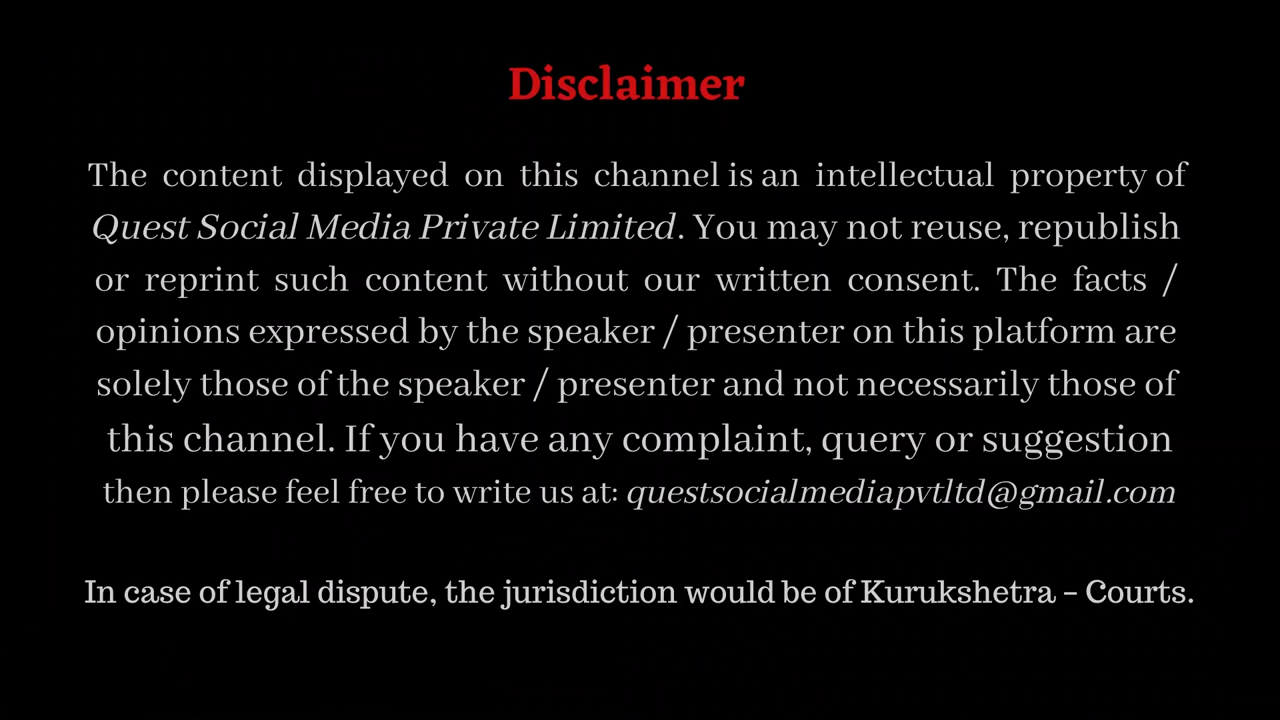 Disclaimer
The content displayed on this channel is an intellectual property of
Quest Social Media Private Limited. You may not reuse, republish
or reprint such content without our written consent. The facts /
opinions expressed by the speaker / presenter on this platform are
solely those of the speaker / presenter and not necessarily those of
this channel. If you have any complaint, query or suggestion
then please feel free to write us at: questsocialmediapvtltd@gmail.com
In case of legal dispute, the jurisdiction would be of Kurukshetra – Courts.